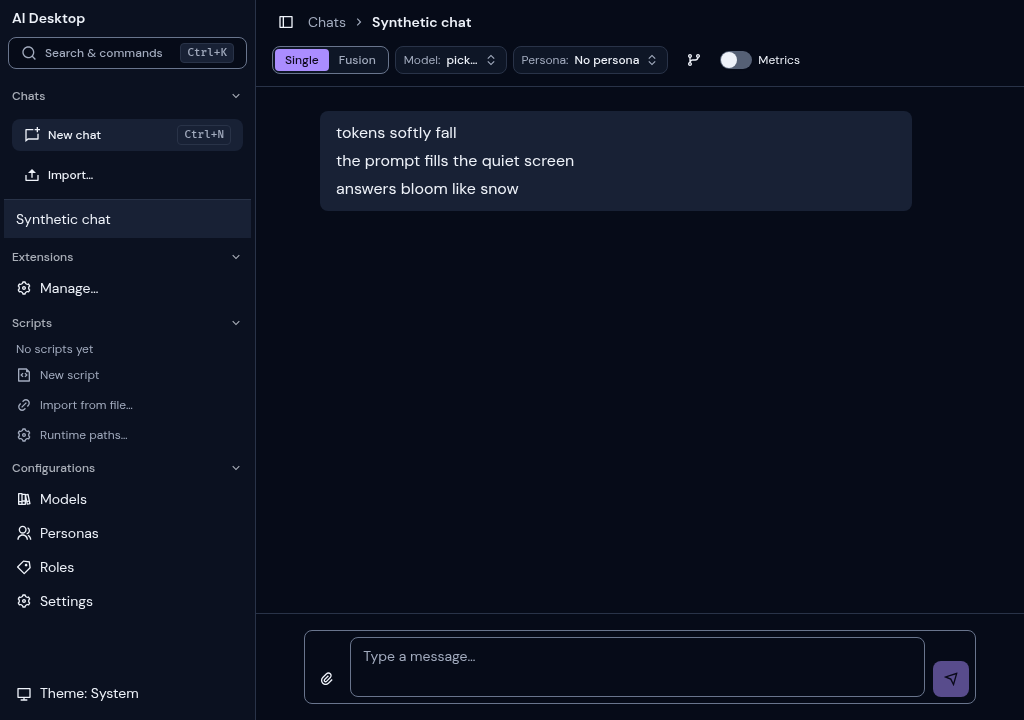 AI Desktop
Search & commands Ctrl+K
Chats
New chat Ctrl+N
Import…
Synthetic chat
Extensions
Manage…
Scripts
No scripts yet
New script
Import from file…
Runtime paths…
Configurations
Models
Personas
Roles
Settings
Theme: System
Chats > Synthetic chat
Single Fusion Model: pick… Persona: No persona Metrics
tokens softly fall
the prompt fills the quiet screen
answers bloom like snow
Type a message…